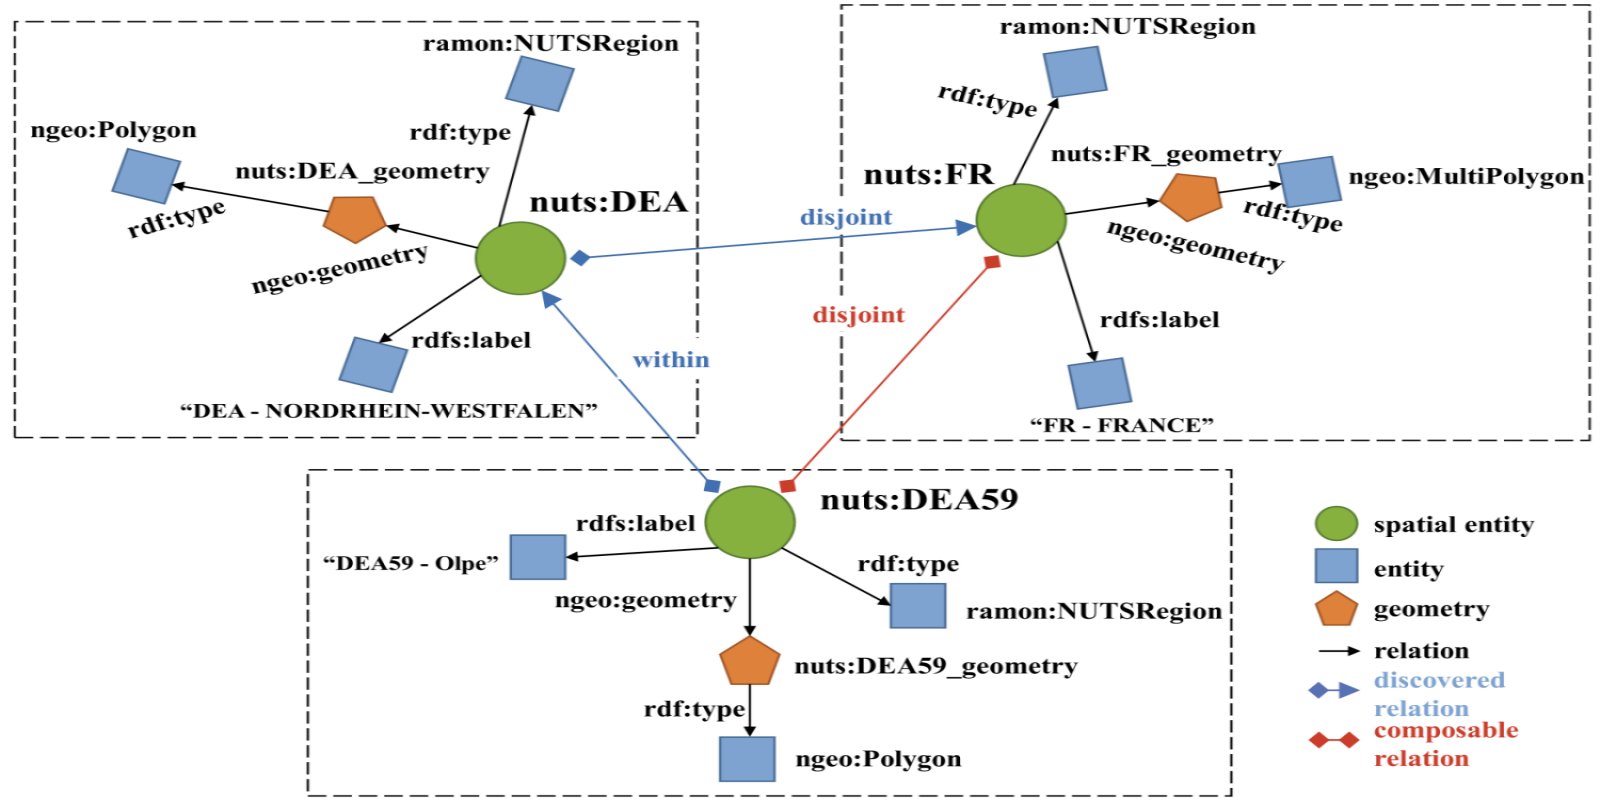 ramon:NUTSRegion
ngeo:Polygon
rdf:type
nuts:DEA_geometry
rdf:type
nuts:DEA
ngeo:geometry
rdfs:label
"DEA - NORDRHEIN-WESTFALEN"
disjoint
disjoint
within
ramon:NUTSRegion
rdf:type
nuts:FR_geometry
nuts:FR
ngeo:MultiPolygon
rdf:type
ngeo:geometry
rdfs:label
"FR - FRANCE"
nuts:DEA59
rdfs:label
"DEA59 - Olpe"
rdf:type
ngeo:geometry
ramon:NUTSRegion
nuts:DEA59_geometry
rdf:type
ngeo:Polygon
spatial entity
entity
geometry
relation
discovered
relation
composable
relation